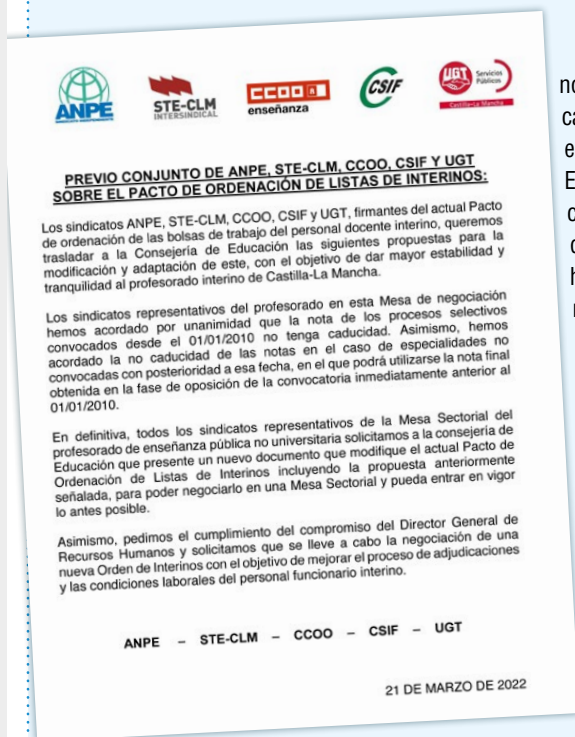 ANPE
SINDICATO INDEPENDIENTE
STE-CLM
INTERSINDICAL
CCOO
enseñanza
CSIF
UGT
Servicios
Públicos
Castilla-La Mancha
PREVIO CONJUNTO DE ANPE, STE-CLM, CCOO, CSIF Y UGT
SOBRE EL PACTO DE ORDENACIÓN DE LISTAS DE INTERINOS:
Los sindicatos ANPE, STE-CLM, CCOO, CSIF y UGT, firmantes del actual Pacto
de ordenación de las bolsas de trabajo del personal docente interino, queremos
trasladar a la Consejería de Educación las siguientes propuestas para la
modificación y adaptación de este, con el objetivo de dar mayor estabilidad y
tranquilidad al profesorado interino de Castilla-La Mancha.
Los sindicatos representativos del profesorado en esta Mesa de negociación
hemos acordado por unanimidad que la nota de los procesos selectivos
convocados desde el 01/01/2010 no tenga caducidad. Asimismo, hemos
acordado la no caducidad de las notas en el caso de especialidades no
convocadas con posterioridad a esa fecha, en el que podrá utilizarse la nota final
obtenida en la fase de oposición de la convocatoria inmediatamente anterior al
01/01/2010.
En definitiva, todos los sindicatos representativos de la Mesa Sectorial del
profesorado de enseñanza pública no universitaria solicitamos a la consejería de
Educación que presente un nuevo documento que modifique el actual Pacto de
Ordenación de Listas de Interinos incluyendo la propuesta anteriormente
señalada, para poder negociarlo en una Mesa Sectorial y pueda entrar en vigor
lo antes posible.
Asimismo, pedimos el cumplimiento del compromiso del Director General de
Recursos Humanos y solicitamos que se lleve a cabo la negociación de una
nueva Orden de Interinos con el objetivo de mejorar el proceso de adjudicaciones
y las condiciones laborales del personal funcionario interino.
ANPE – STE-CLM – CCOO – CSIF – UGT
21 DE MARZO DE 2022